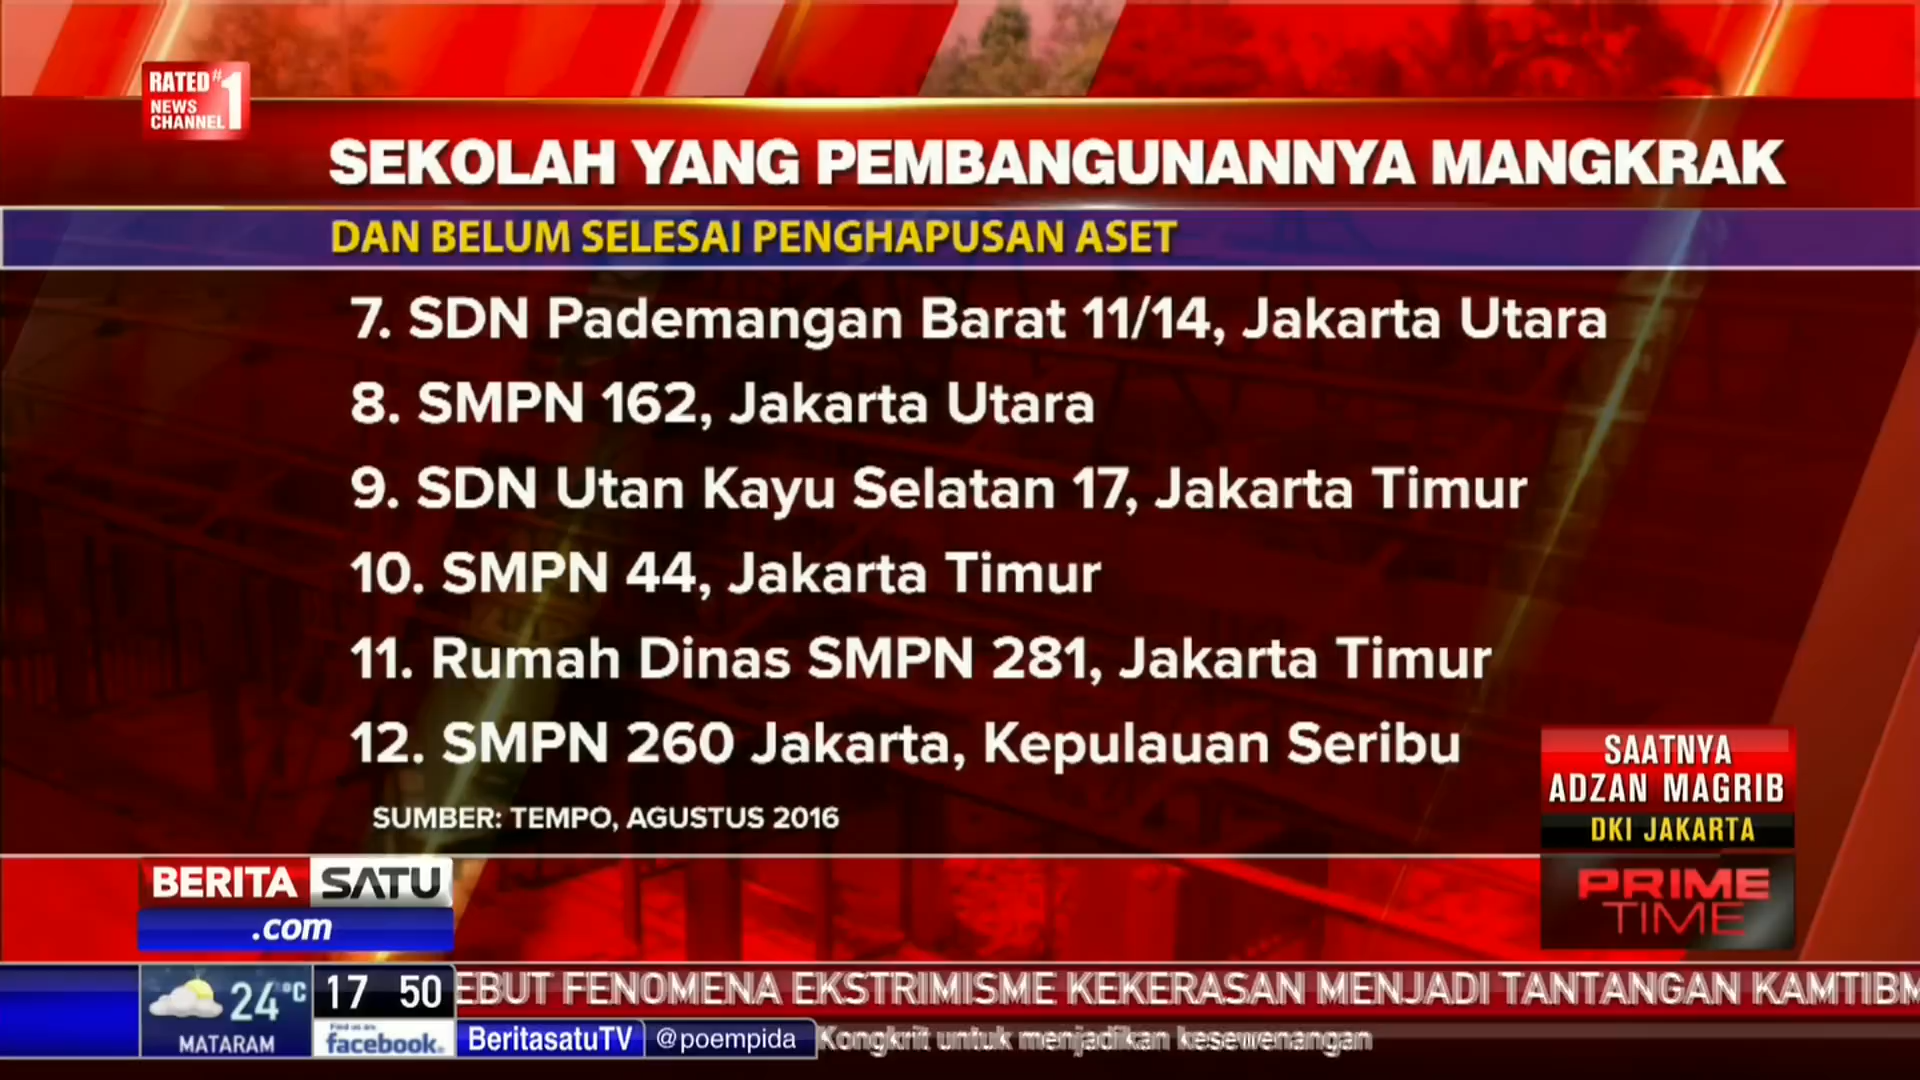 RATED #1
NEWS
CHANNEL
SEKOLAH YANG PEMBANGUNANNYA MANGKRAK
DAN BELUM SELESAI PENGHAPUSAN ASET
7. SDN Pademangan Barat 11/14, Jakarta Utara
8. SMPN 162, Jakarta Utara
9. SDN Utan Kayu Selatan 17, Jakarta Timur
10. SMPN 44, Jakarta Timur
11. Rumah Dinas SMPN 281, Jakarta Timur
12. SMPN 260 Jakarta, Kepulauan Seribu
SUMBER: TEMPO, AGUSTUS 2016
SAATNYA
ADZAN MAGRIB
DKI JAKARTA
PRIME
TIME
BERITA SATU
.com
24°C
MATARAM
17 50
EBUT FENOMENA EKSTRIMISME KEKERASAN MENJADI TANTANGAN KAMTIBM
Find us on
facebook.
BeritasatuTV
@poempida
Kongkrit untuk menjadikan kesewenangan